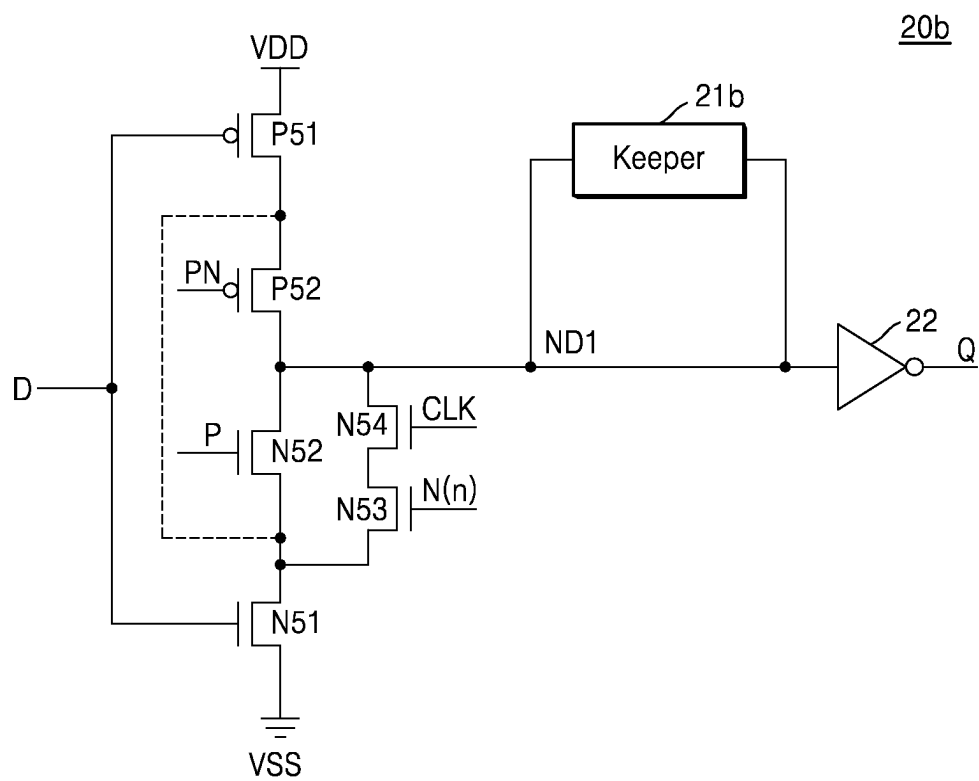 20b
VDD
21b
P51
Keeper
PN
P52
22
ND1
Q
D
CLK
N54
P
N52
N(n)
N53
N51
VSS